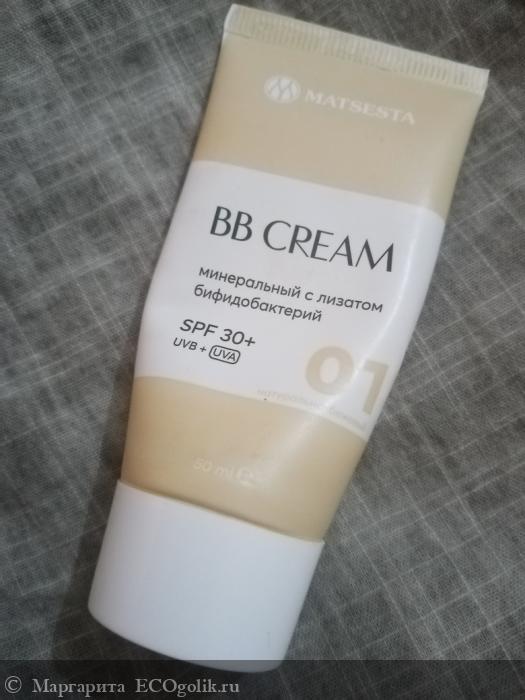 MATSESTA
BB CREAM
минеральный с лизатом
бифидобактерий
SPF 30+
UVB + UVA
01
50 ml e
© Маргарита ECOgolik.ru